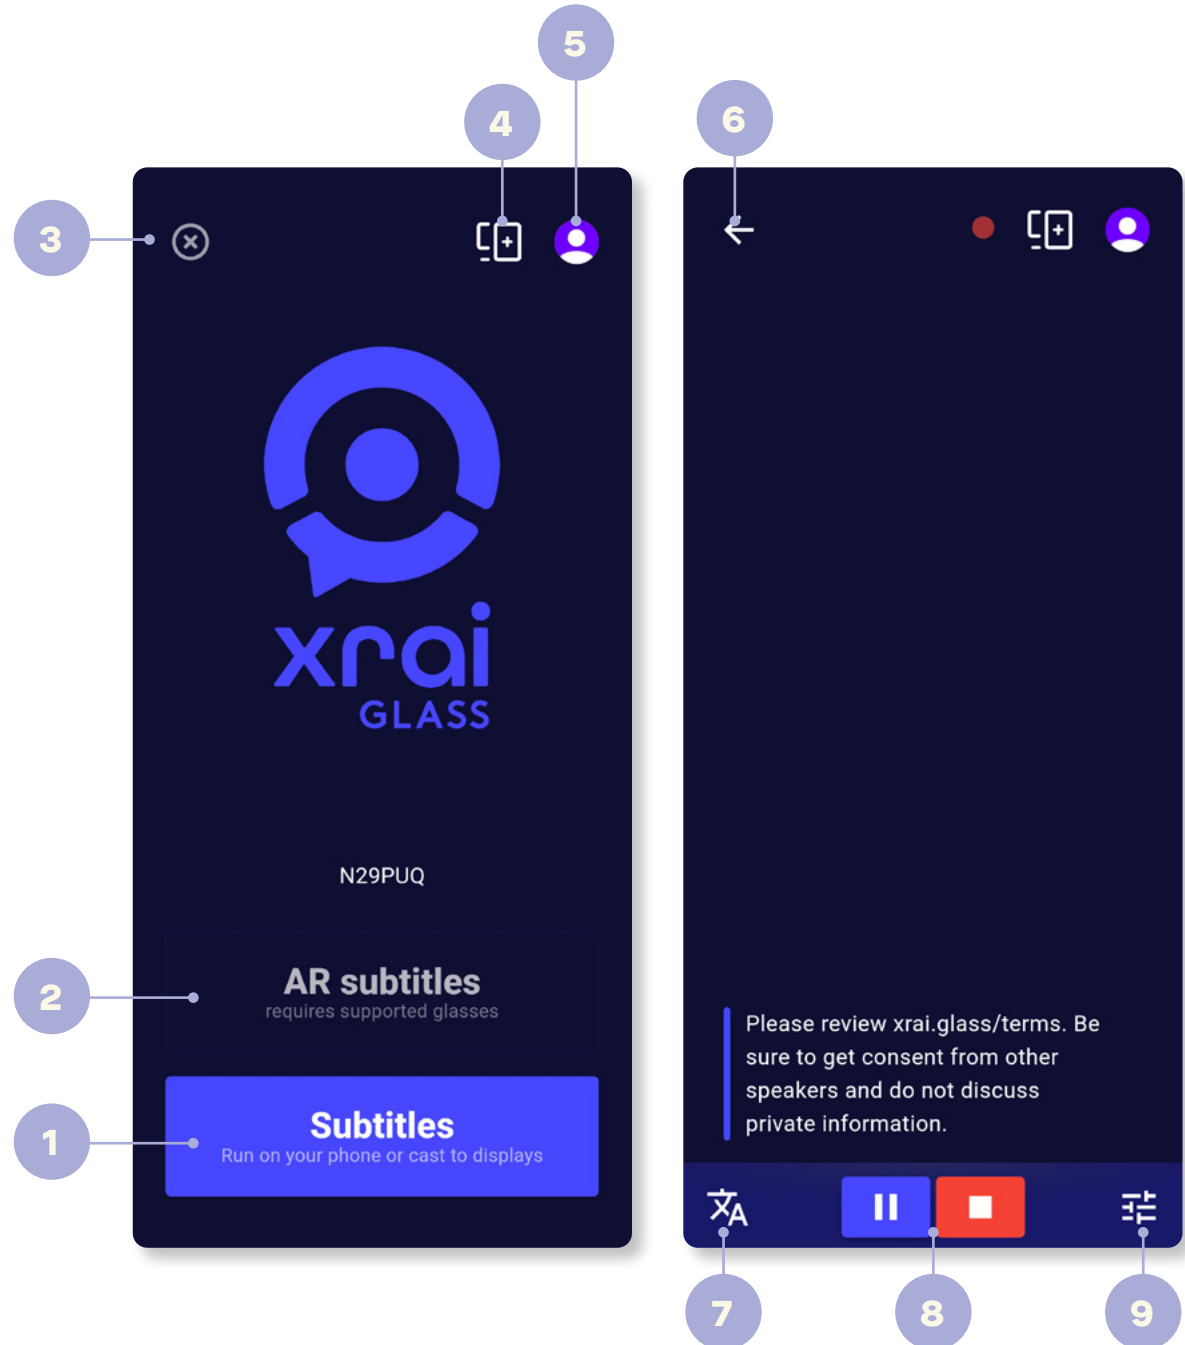 5
4
6
3
xrai
GLASS
N29PUQ
2
AR subtitles
requires supported glasses
1
Subtitles
Run on your phone or cast to displays
Please review xrai.glass/terms. Be
sure to get consent from other
speakers and do not discuss
private information.
文A
7
8
9